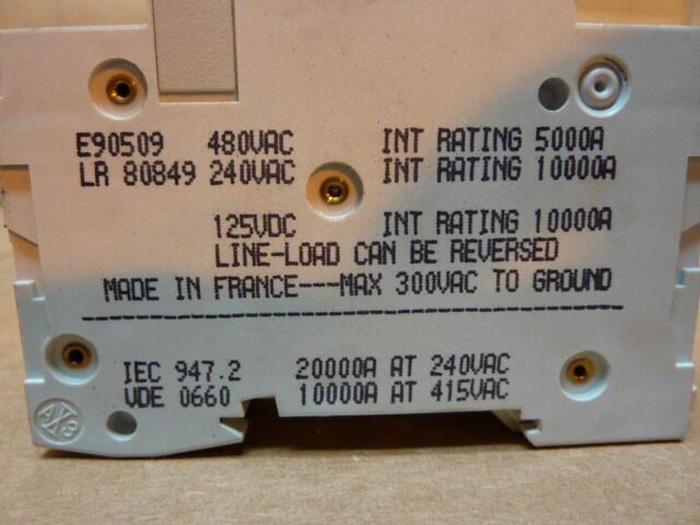 E90509 480VAC INT RATING 5000A
LR 80849 240VAC INT RATING 10000A
125VDC INT RATING 10000A
LINE-LOAD CAN BE REVERSED
MADE IN FRANCE---MAX 300VAC TO GROUND
IEC 947.2 20000A AT 240VAC
VDE 0660 10000A AT 415VAC